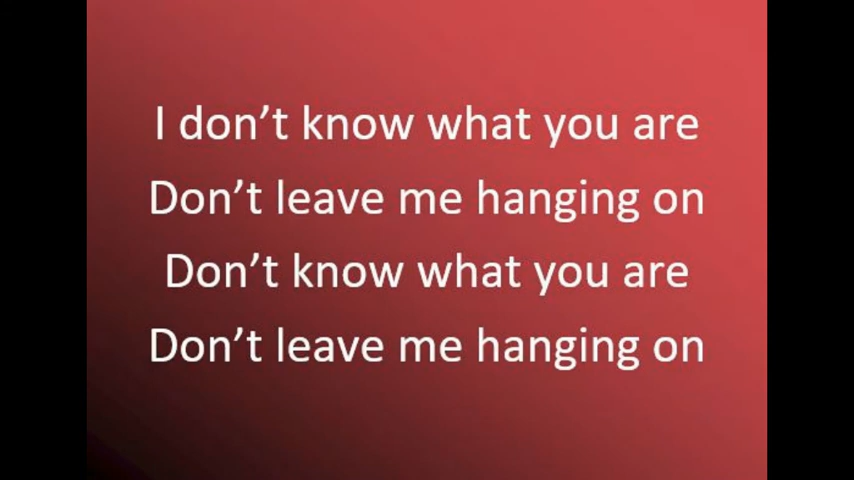 I don’t know what you are
Don’t leave me hanging on
Don’t know what you are
Don’t leave me hanging on